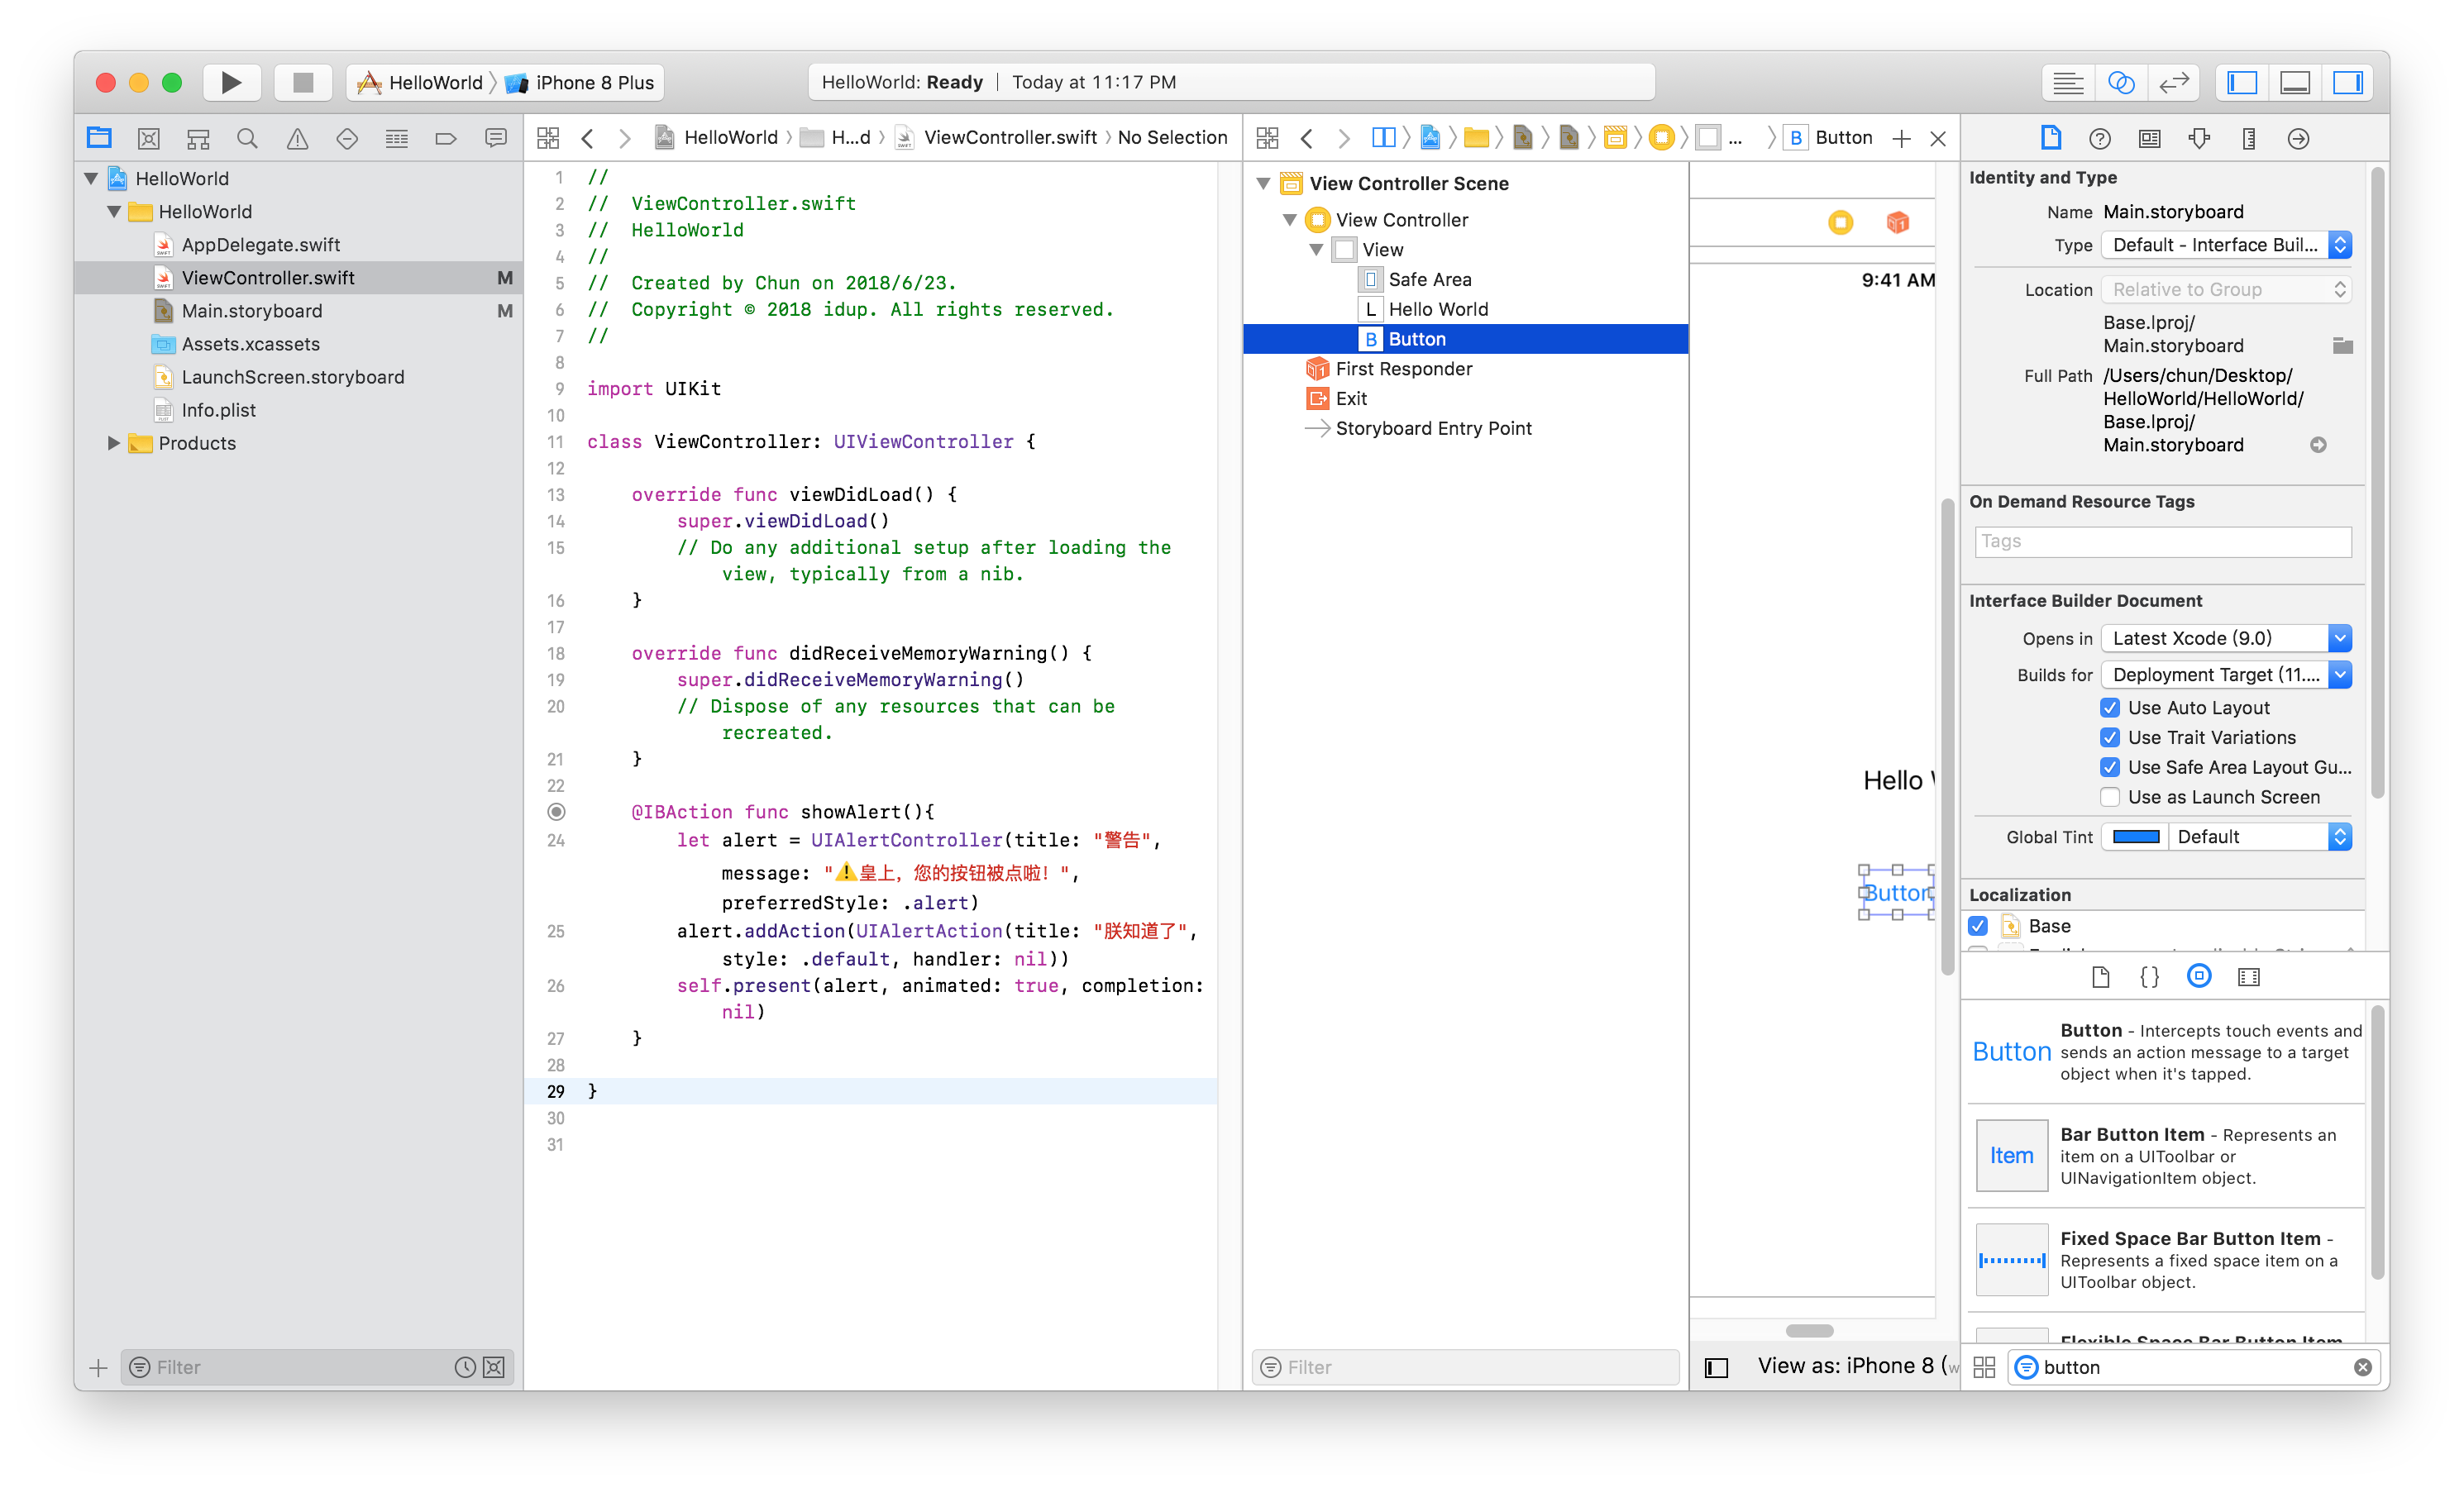 HelloWorld
iPhone 8 Plus
HelloWorld: Ready | Today at 11:17 PM
HelloWorld
HelloWorld
AppDelegate.swift
ViewController.swift M
Main.storyboard M
Assets.xcassets
LaunchScreen.storyboard
Info.plist
Products
Filter
HelloWorld
H...d
ViewController.swift
No Selection
1 //
2 //  ViewController.swift
3 //  HelloWorld
4 //
5 //  Created by Chun on 2018/6/23.
6 //  Copyright © 2018 idup. All rights reserved.
7 //
8
9 import UIKit
10
11 class ViewController: UIViewController {
12
13 override func viewDidLoad() {
14 super.viewDidLoad()
15 // Do any additional setup after loading the
view, typically from a nib.
16 }
17
18 override func didReceiveMemoryWarning() {
19 super.didReceiveMemoryWarning()
20 // Dispose of any resources that can be
recreated.
21 }
22
@IBAction func showAlert(){
24 let alert = UIAlertController(title: "警告",
message: "⚠️皇上，您的按钮被点啦！",
preferredStyle: .alert)
25 alert.addAction(UIAlertAction(title: "朕知道了",
style: .default, handler: nil))
26 self.present(alert, animated: true, completion:
nil)
27 }
28
29 }
30
31
...
B Button
View Controller Scene
View Controller
View
Safe Area
L Hello World
B Button
First Responder
Exit
Storyboard Entry Point
Filter
9:41 AM
Hello
Button
View as: iPhone 8 (w
Identity and Type
Name Main.storyboard
Type Default - Interface Buil...
Location Relative to Group
Base.lproj/
Main.storyboard
Full Path /Users/chun/Desktop/
HelloWorld/HelloWorld/
Base.lproj/
Main.storyboard
On Demand Resource Tags
Tags
Interface Builder Document
Opens in Latest Xcode (9.0)
Builds for Deployment Target (11....
Use Auto Layout
Use Trait Variations
Use Safe Area Layout Gu...
Use as Launch Screen
Global Tint Default
Localization
Base
{}
Button
Button - Intercepts touch events and
sends an action message to a target
object when it's tapped.
Item
Bar Button Item - Represents an
item on a UIToolbar or
UINavigationItem object.
Fixed Space Bar Button Item -
Represents a fixed space item on a
UIToolbar object.
Flexible Space Bar Button Item
button